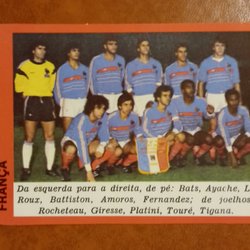 FRANÇA
Da esquerda para a direita, de pé: Bats, Ayache, L
Roux, Battiston, Amoros, Fernandez; de joelhos
Rocheteau, Giresse, Platini, Touré, Tigana.